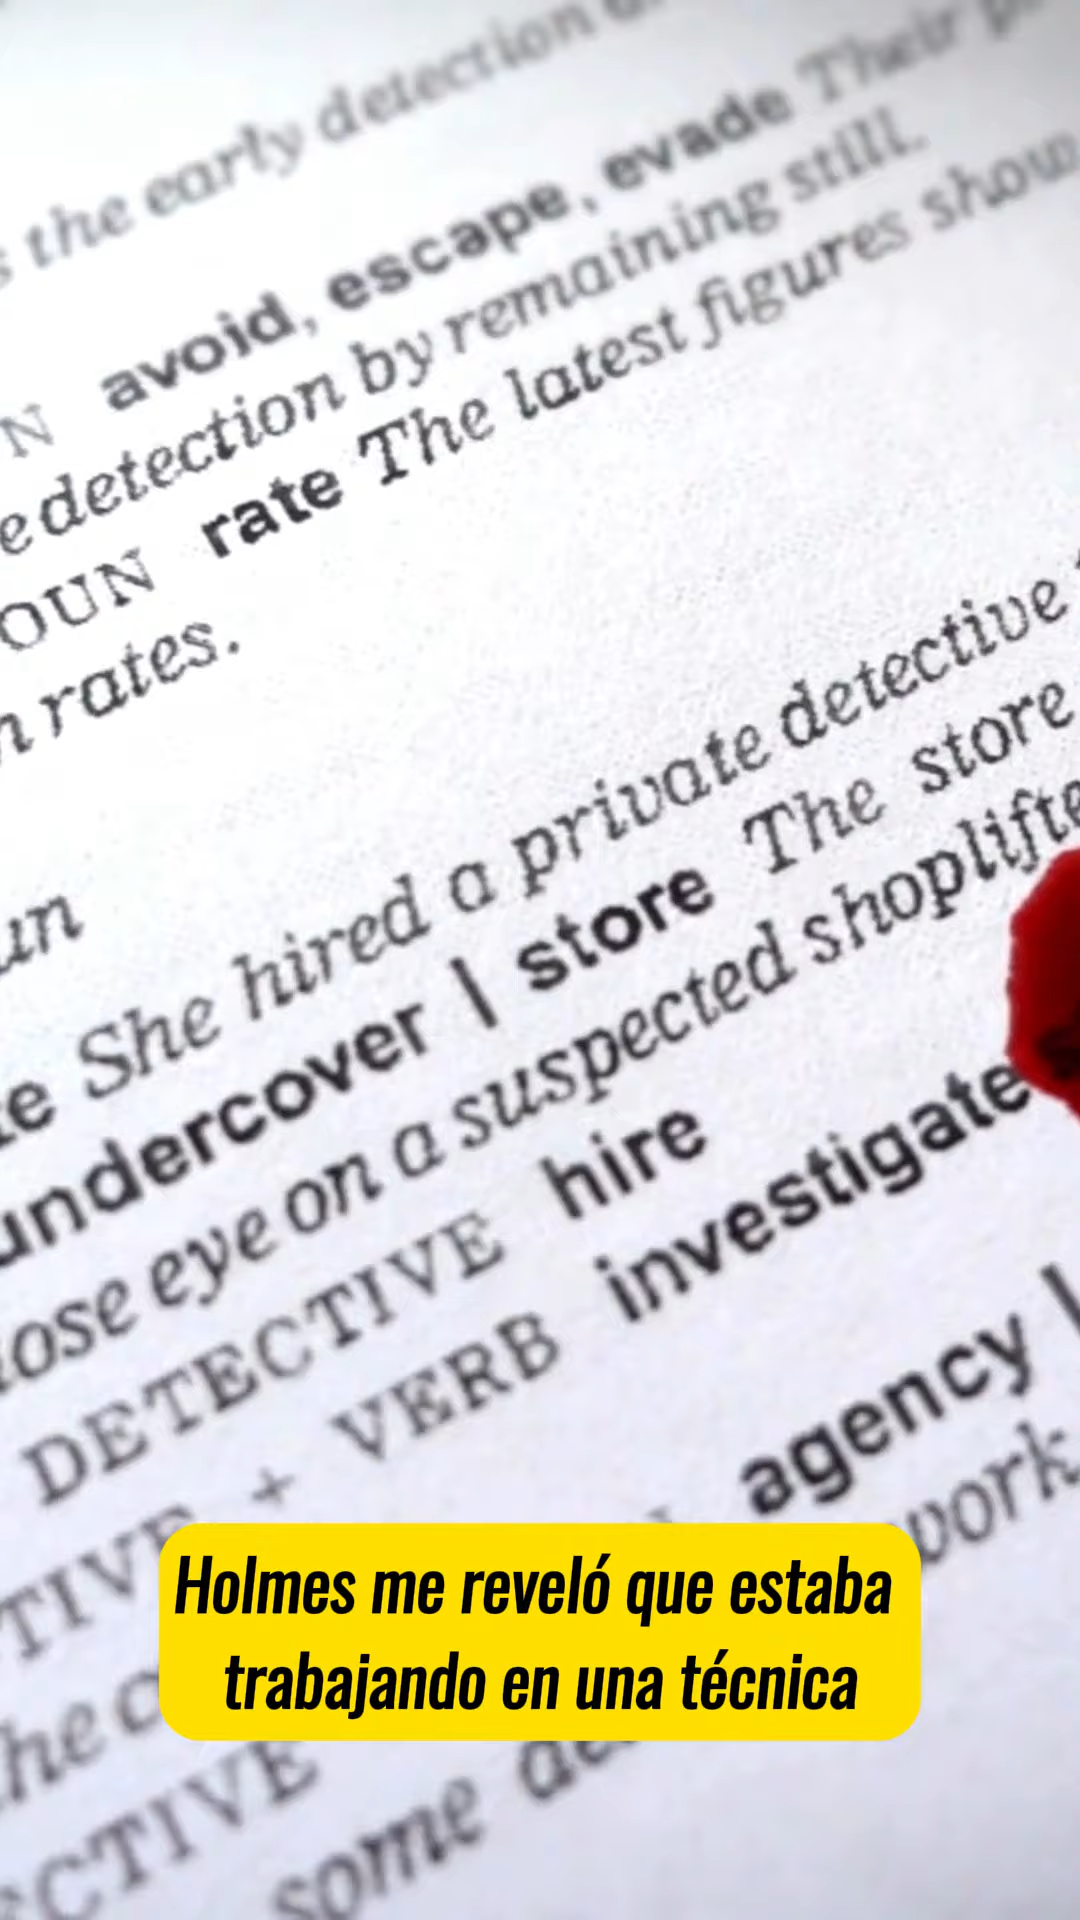 the early detection
avoid, escape, evade Their
detection by remaining still.
rate The latest figures show
rates.
She hired a private detective
undercover | store The store
eye on a suspected
DETECTIVE hire
+ VERB investigate
agency |
work
some
Holmes me reveló que estaba
trabajando en una técnica